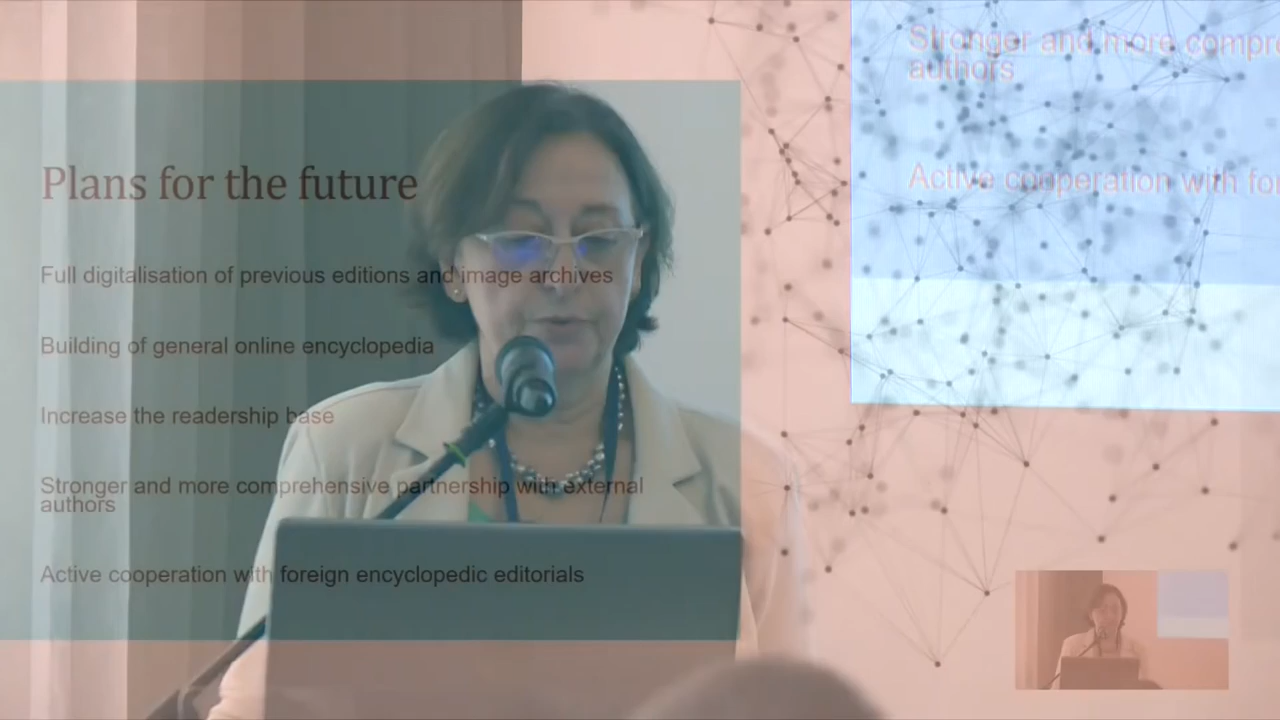 Plans for the future
Full digitalisation of previous editions and image archives
Building of general online encyclopedia
Increase the readership base
Stronger and more comprehensive partnership with external
authors
Active cooperation with foreign encyclopedic editorials
Stronger and more
authors
Active cooperation with